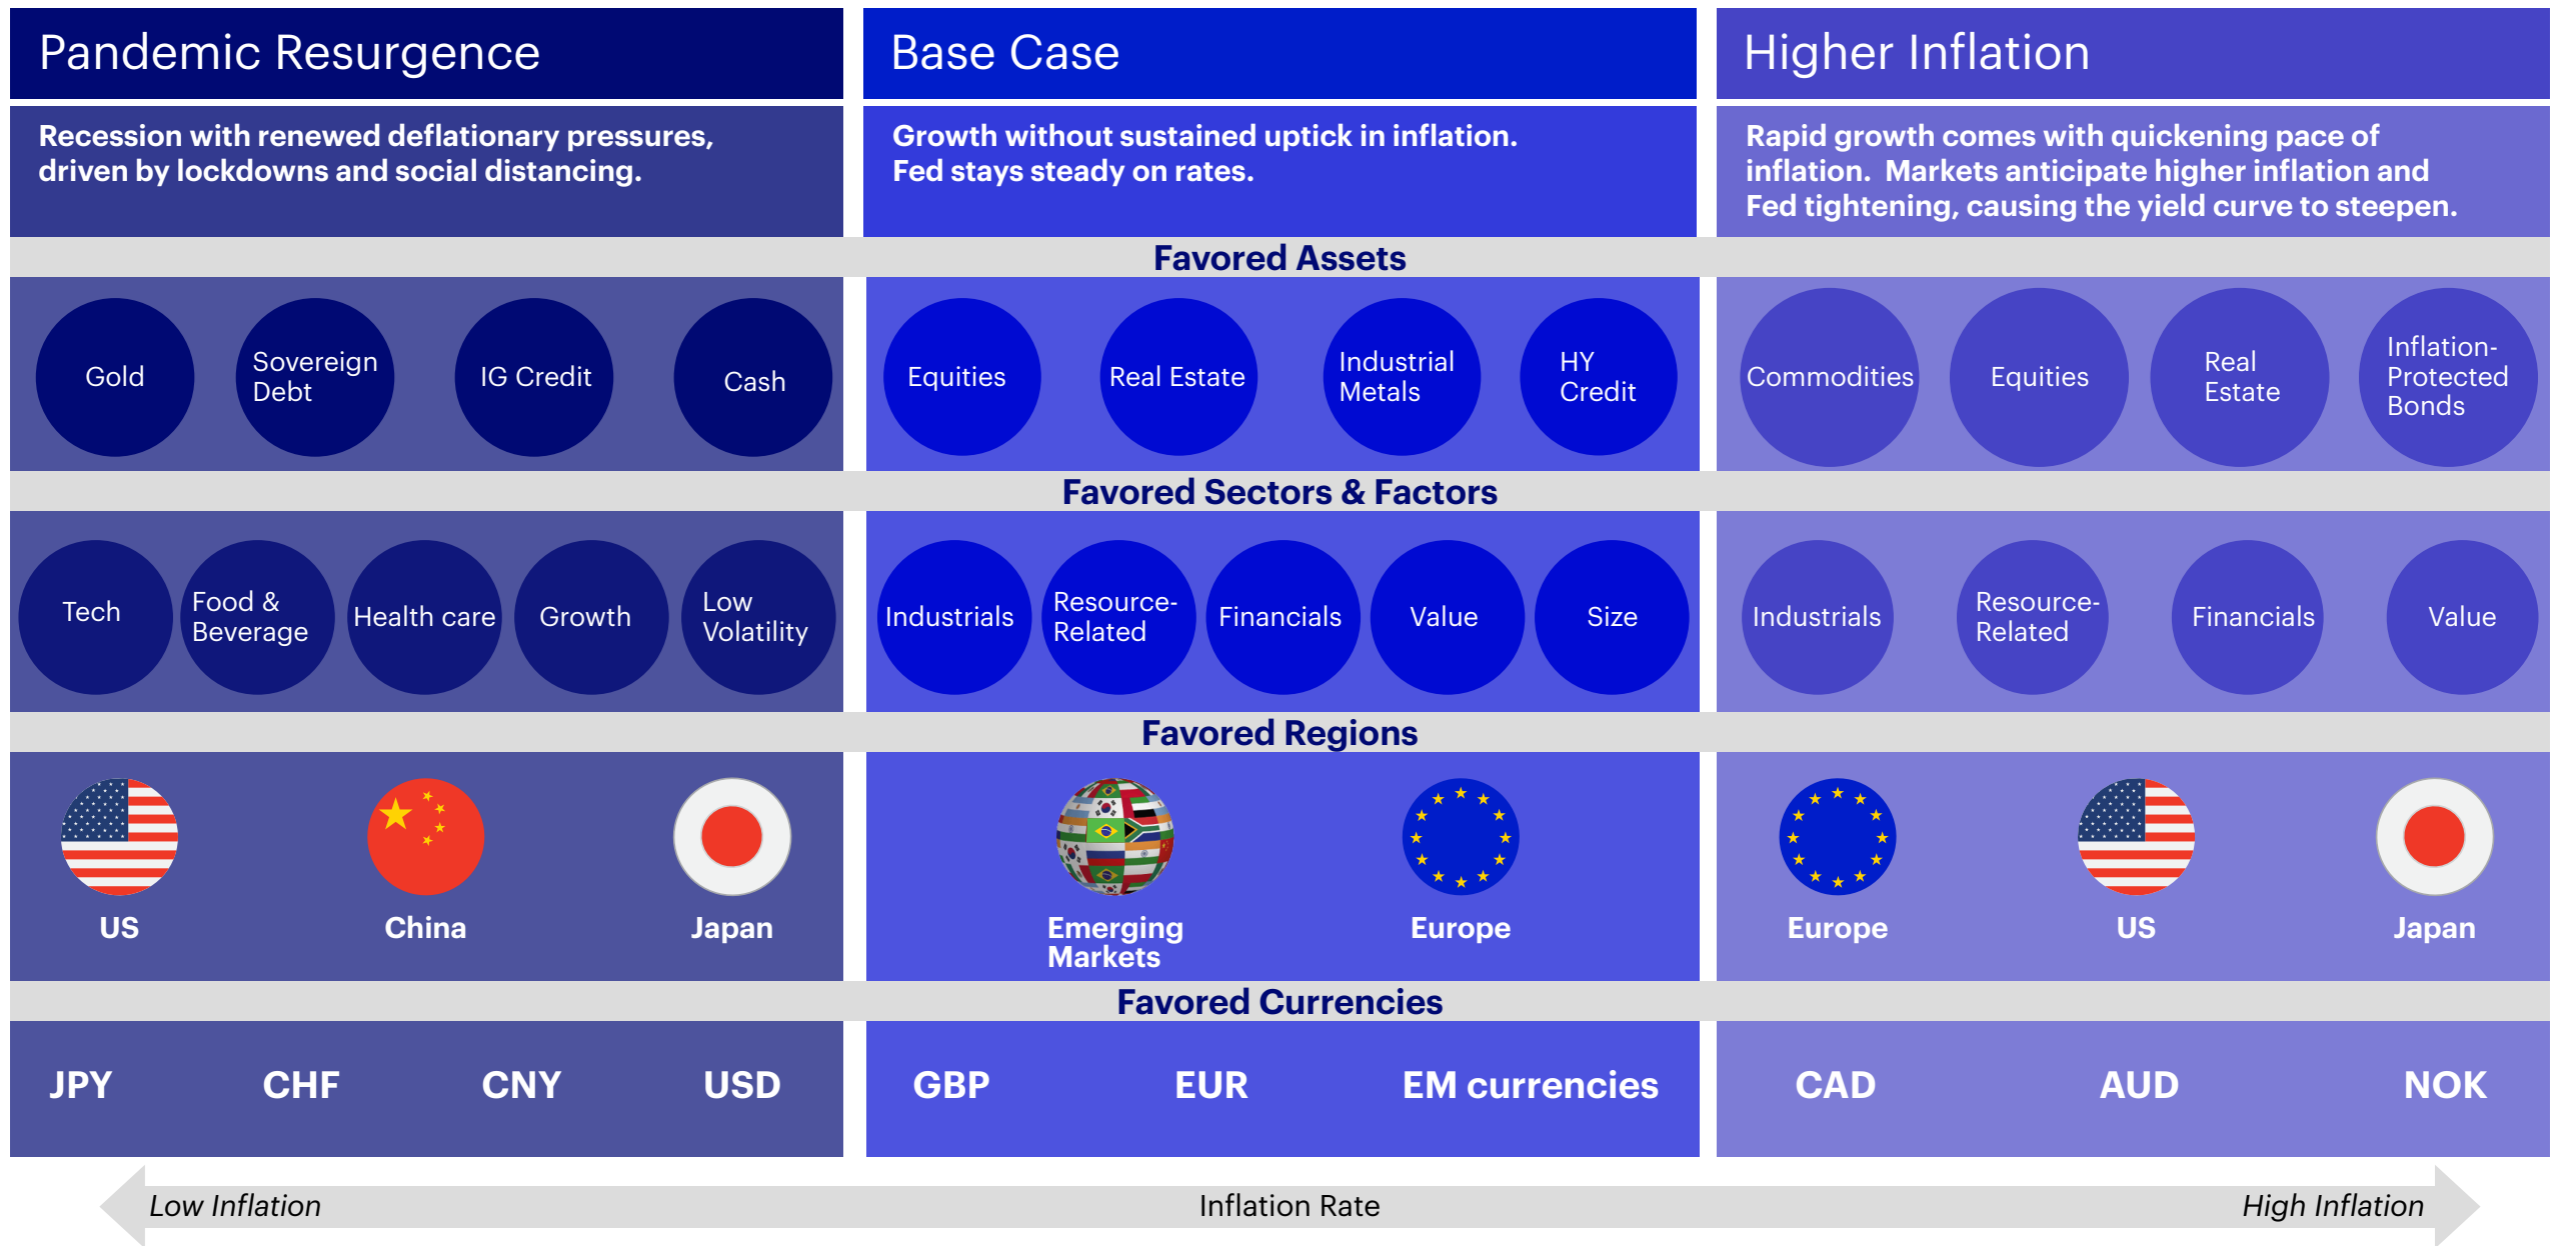 Pandemic Resurgence
Base Case
Higher Inflation
Recession with renewed deflationary pressures,
driven by lockdowns and social distancing.
Growth without sustained uptick in inflation.
Fed stays steady on rates.
Rapid growth comes with quickening pace of
inflation.  Markets anticipate higher inflation and
Fed tightening, causing the yield curve to steepen.
Favored Assets
Gold
Sovereign
Debt
IG Credit
Cash
Equities
Real Estate
Industrial
Metals
HY
Credit
Commodities
Equities
Real
Estate
Inflation-
Protected
Bonds
Favored Sectors & Factors
Tech
Food &
Beverage
Health care
Growth
Low
Volatility
Industrials
Resource-
Related
Financials
Value
Size
Industrials
Resource-
Related
Financials
Value
Favored Regions
US
China
Japan
Emerging
Markets
Europe
Europe
US
Japan
Favored Currencies
JPY
CHF
CNY
USD
GBP
EUR
EM currencies
CAD
AUD
NOK
Low Inflation
Inflation Rate
High Inflation